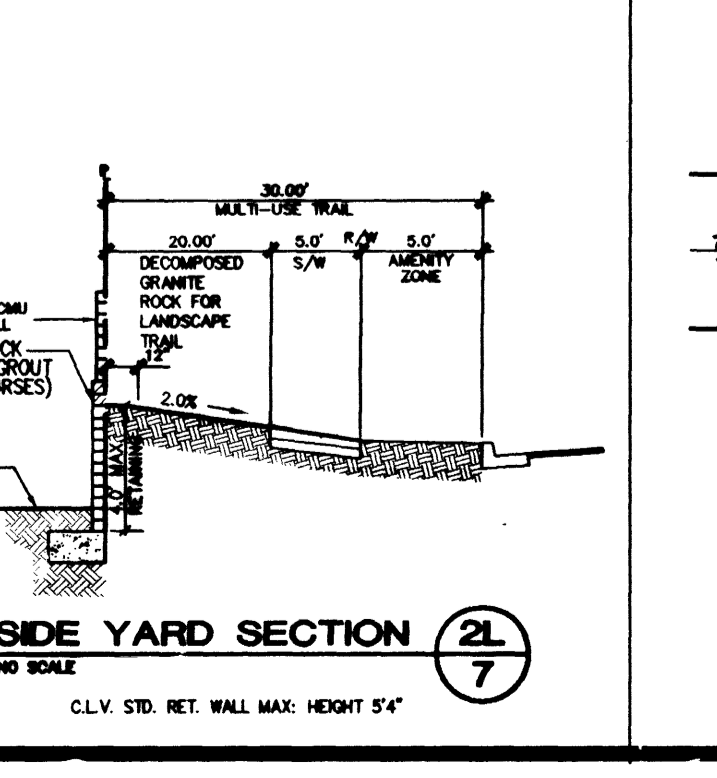 P
30.00'
MULTI-USE TRAIL
20.00'
5.0'
R/W
5.0'
DECOMPOSED
GRANITE
ROCK FOR
LANDSCAPE
TRAIL
S/W
AMENITY
ZONE
CMU
CK
GROUT
RSES)
12"
2.0%
4.0' MAX.
RETAINING
SIDE YARD SECTION
2L
7
NO SCALE
C.L.V. STD. RET. WALL MAX: HEIGHT 5'4"